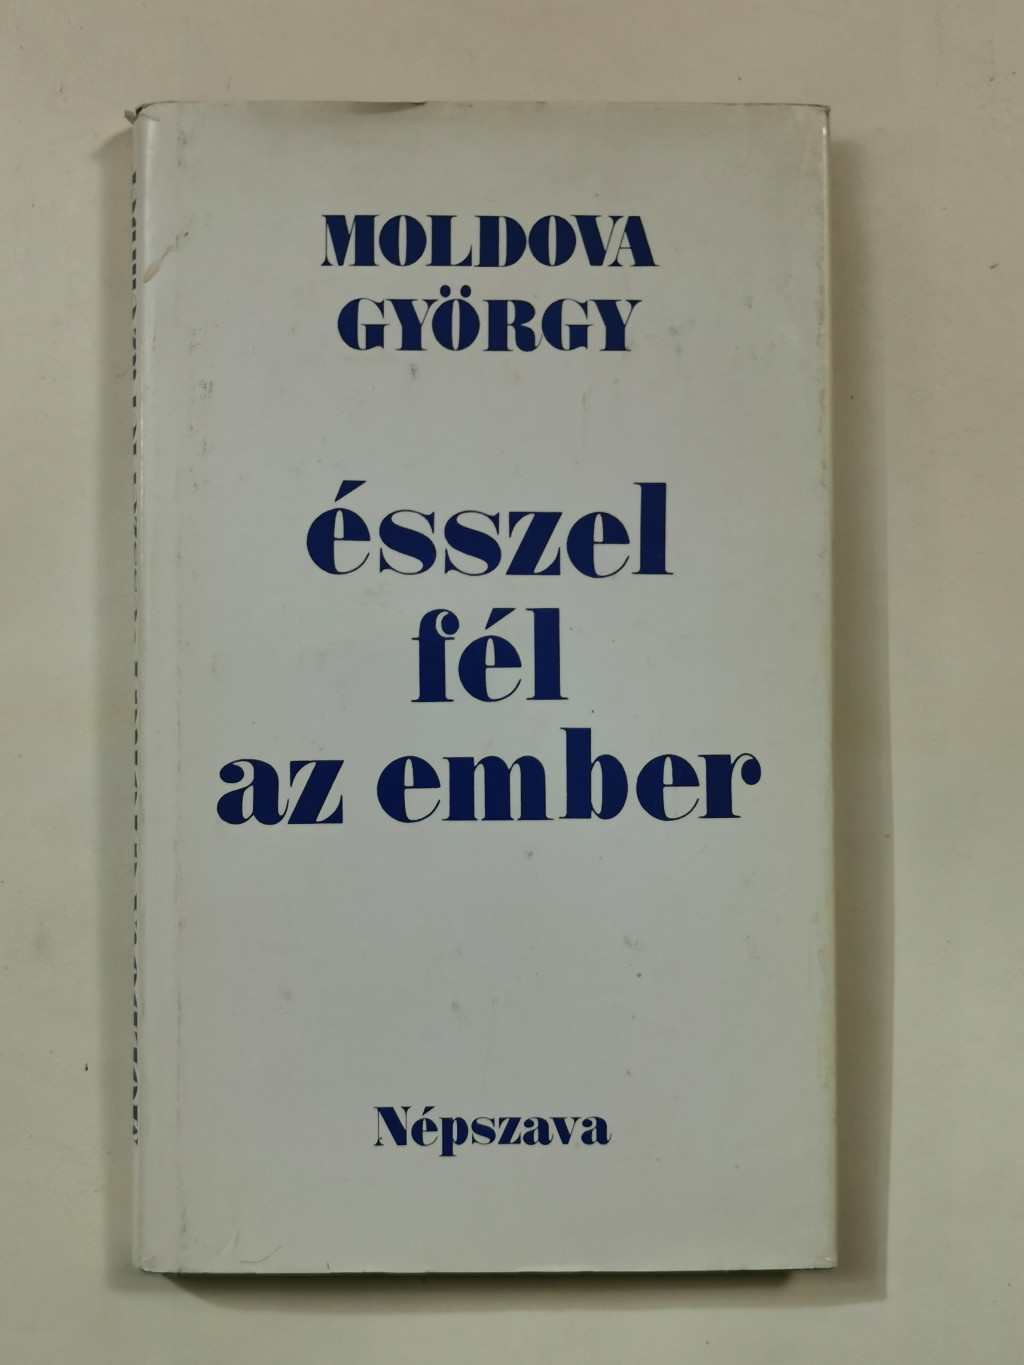 MOLDOVA
GYÖRGY
ésszel
fél
az ember
Népszava